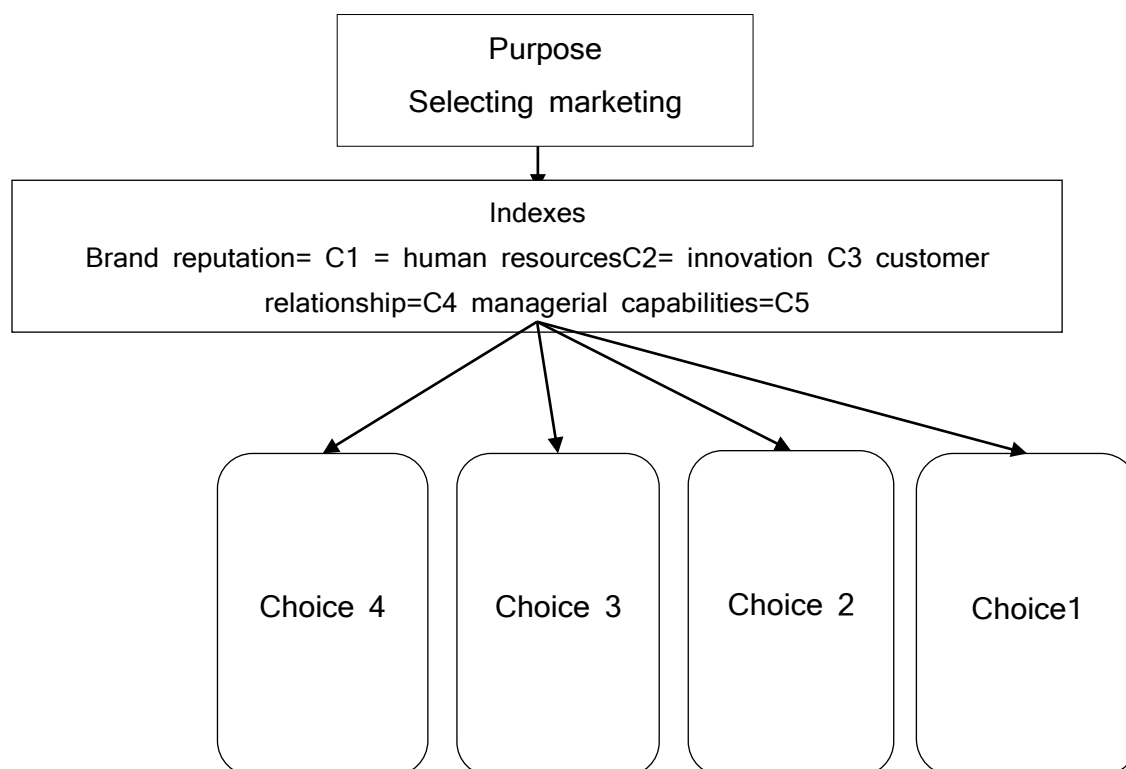 Purpose
Selecting marketing
Indexes
Brand reputation= C1 = human resourcesC2= innovation C3 customer
relationship=C4 managerial capabilities=C5
Choice 4
Choice 3
Choice 2
Choice1